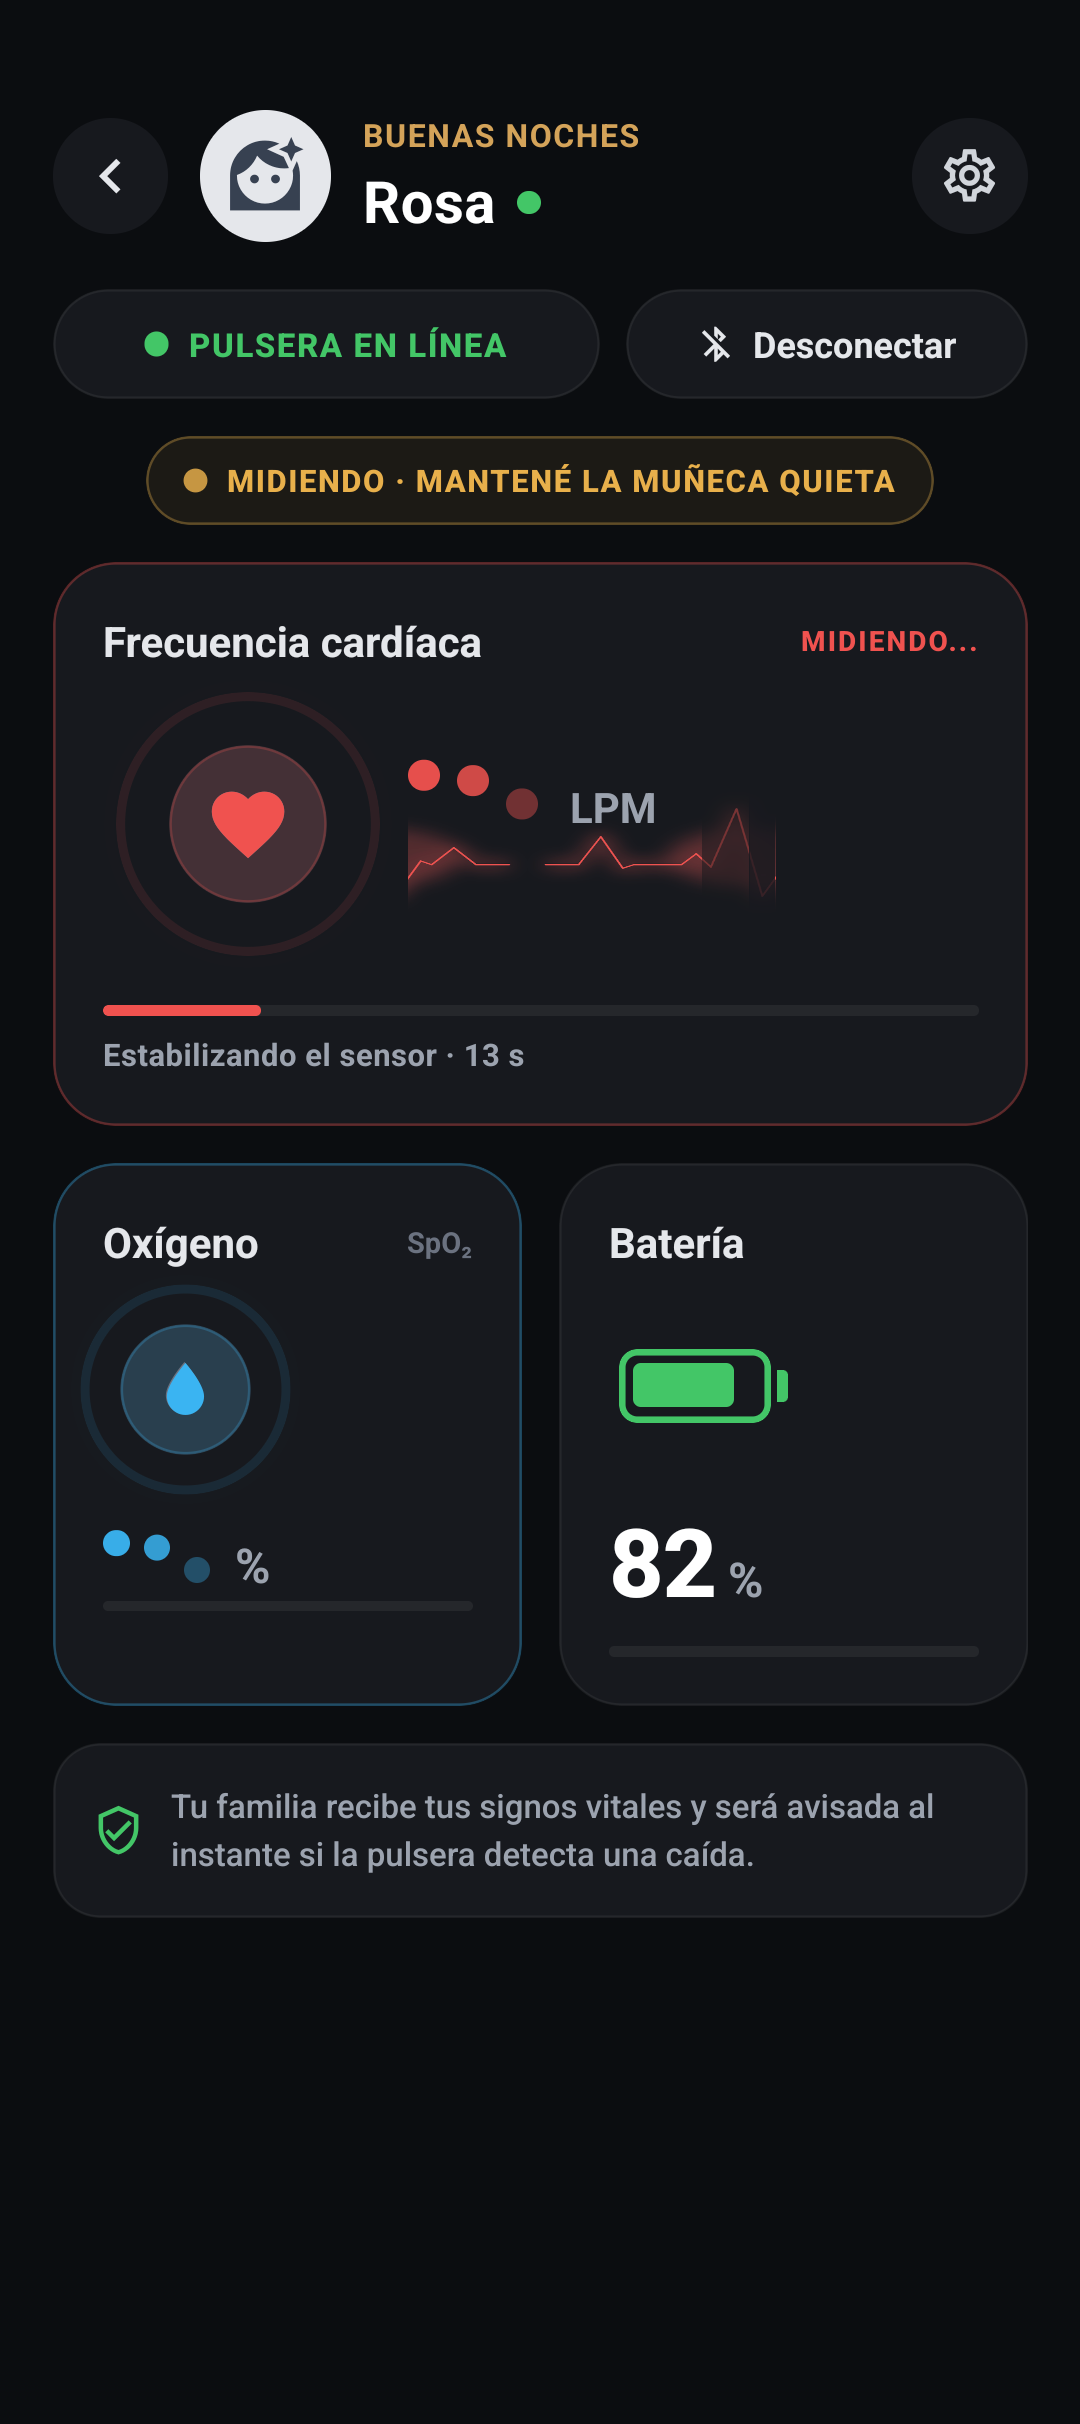 BUENAS NOCHES
Rosa
PULSERA EN LÍNEA
Desconectar
MIDIENDO · MANTENÉ LA MUÑECA QUIETA
Frecuencia cardíaca
MIDIENDO...
LPM
Estabilizando el sensor · 13 s
Oxígeno
SpO₂
%
Batería
82 %
Tu familia recibe tus signos vitales y será avisada al
instante si la pulsera detecta una caída.